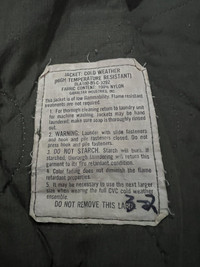 JACKET: COLD WEATHER
(HIGH TEMPERATURE RESISTANT)
FABRIC CONTENT: 100% NYLON
This jacket is of low flammability. Flame resistant
treatments are not required.
1. For thorough cleaning return to laundry and
for machine washing. Jackets may be hand
laundered; make sure soap is thoroughly rinsed
out.
2. WARNING: Launder with slide fasteners
and hook and pile fasteners closed. Do not
press hook and pile fasteners.
3. DO NOT STARCH. Starch will burn. If
starched, thorough laundering will return this
garment to its flame retardant condition.
4. Color fading does not diminish the flame
retardant properties.
5. It may be necessary to use the next larger
size when wearing the full CVC cold weather
ensemble.
DO NOT REMOVE THIS LABEL